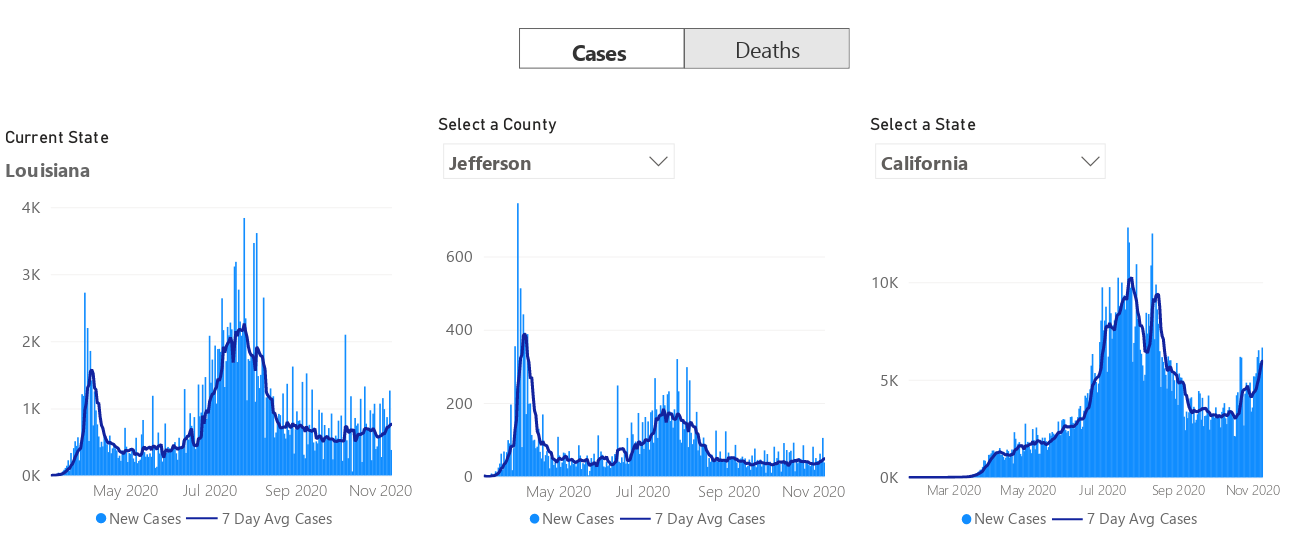 Cases Deaths
Current State
Louisiana
4K
3K
2K
1K
0K
May 2020 Jul 2020 Sep 2020 Nov 2020
New Cases 7 Day Avg Cases
Select a County
Jefferson
600
400
200
0
May 2020 Jul 2020 Sep 2020 Nov 2020
New Cases 7 Day Avg Cases
Select a State
California
10K
5K
0K
Mar 2020 May 2020 Jul 2020 Sep 2020 Nov 2020
New Cases 7 Day Avg Cases